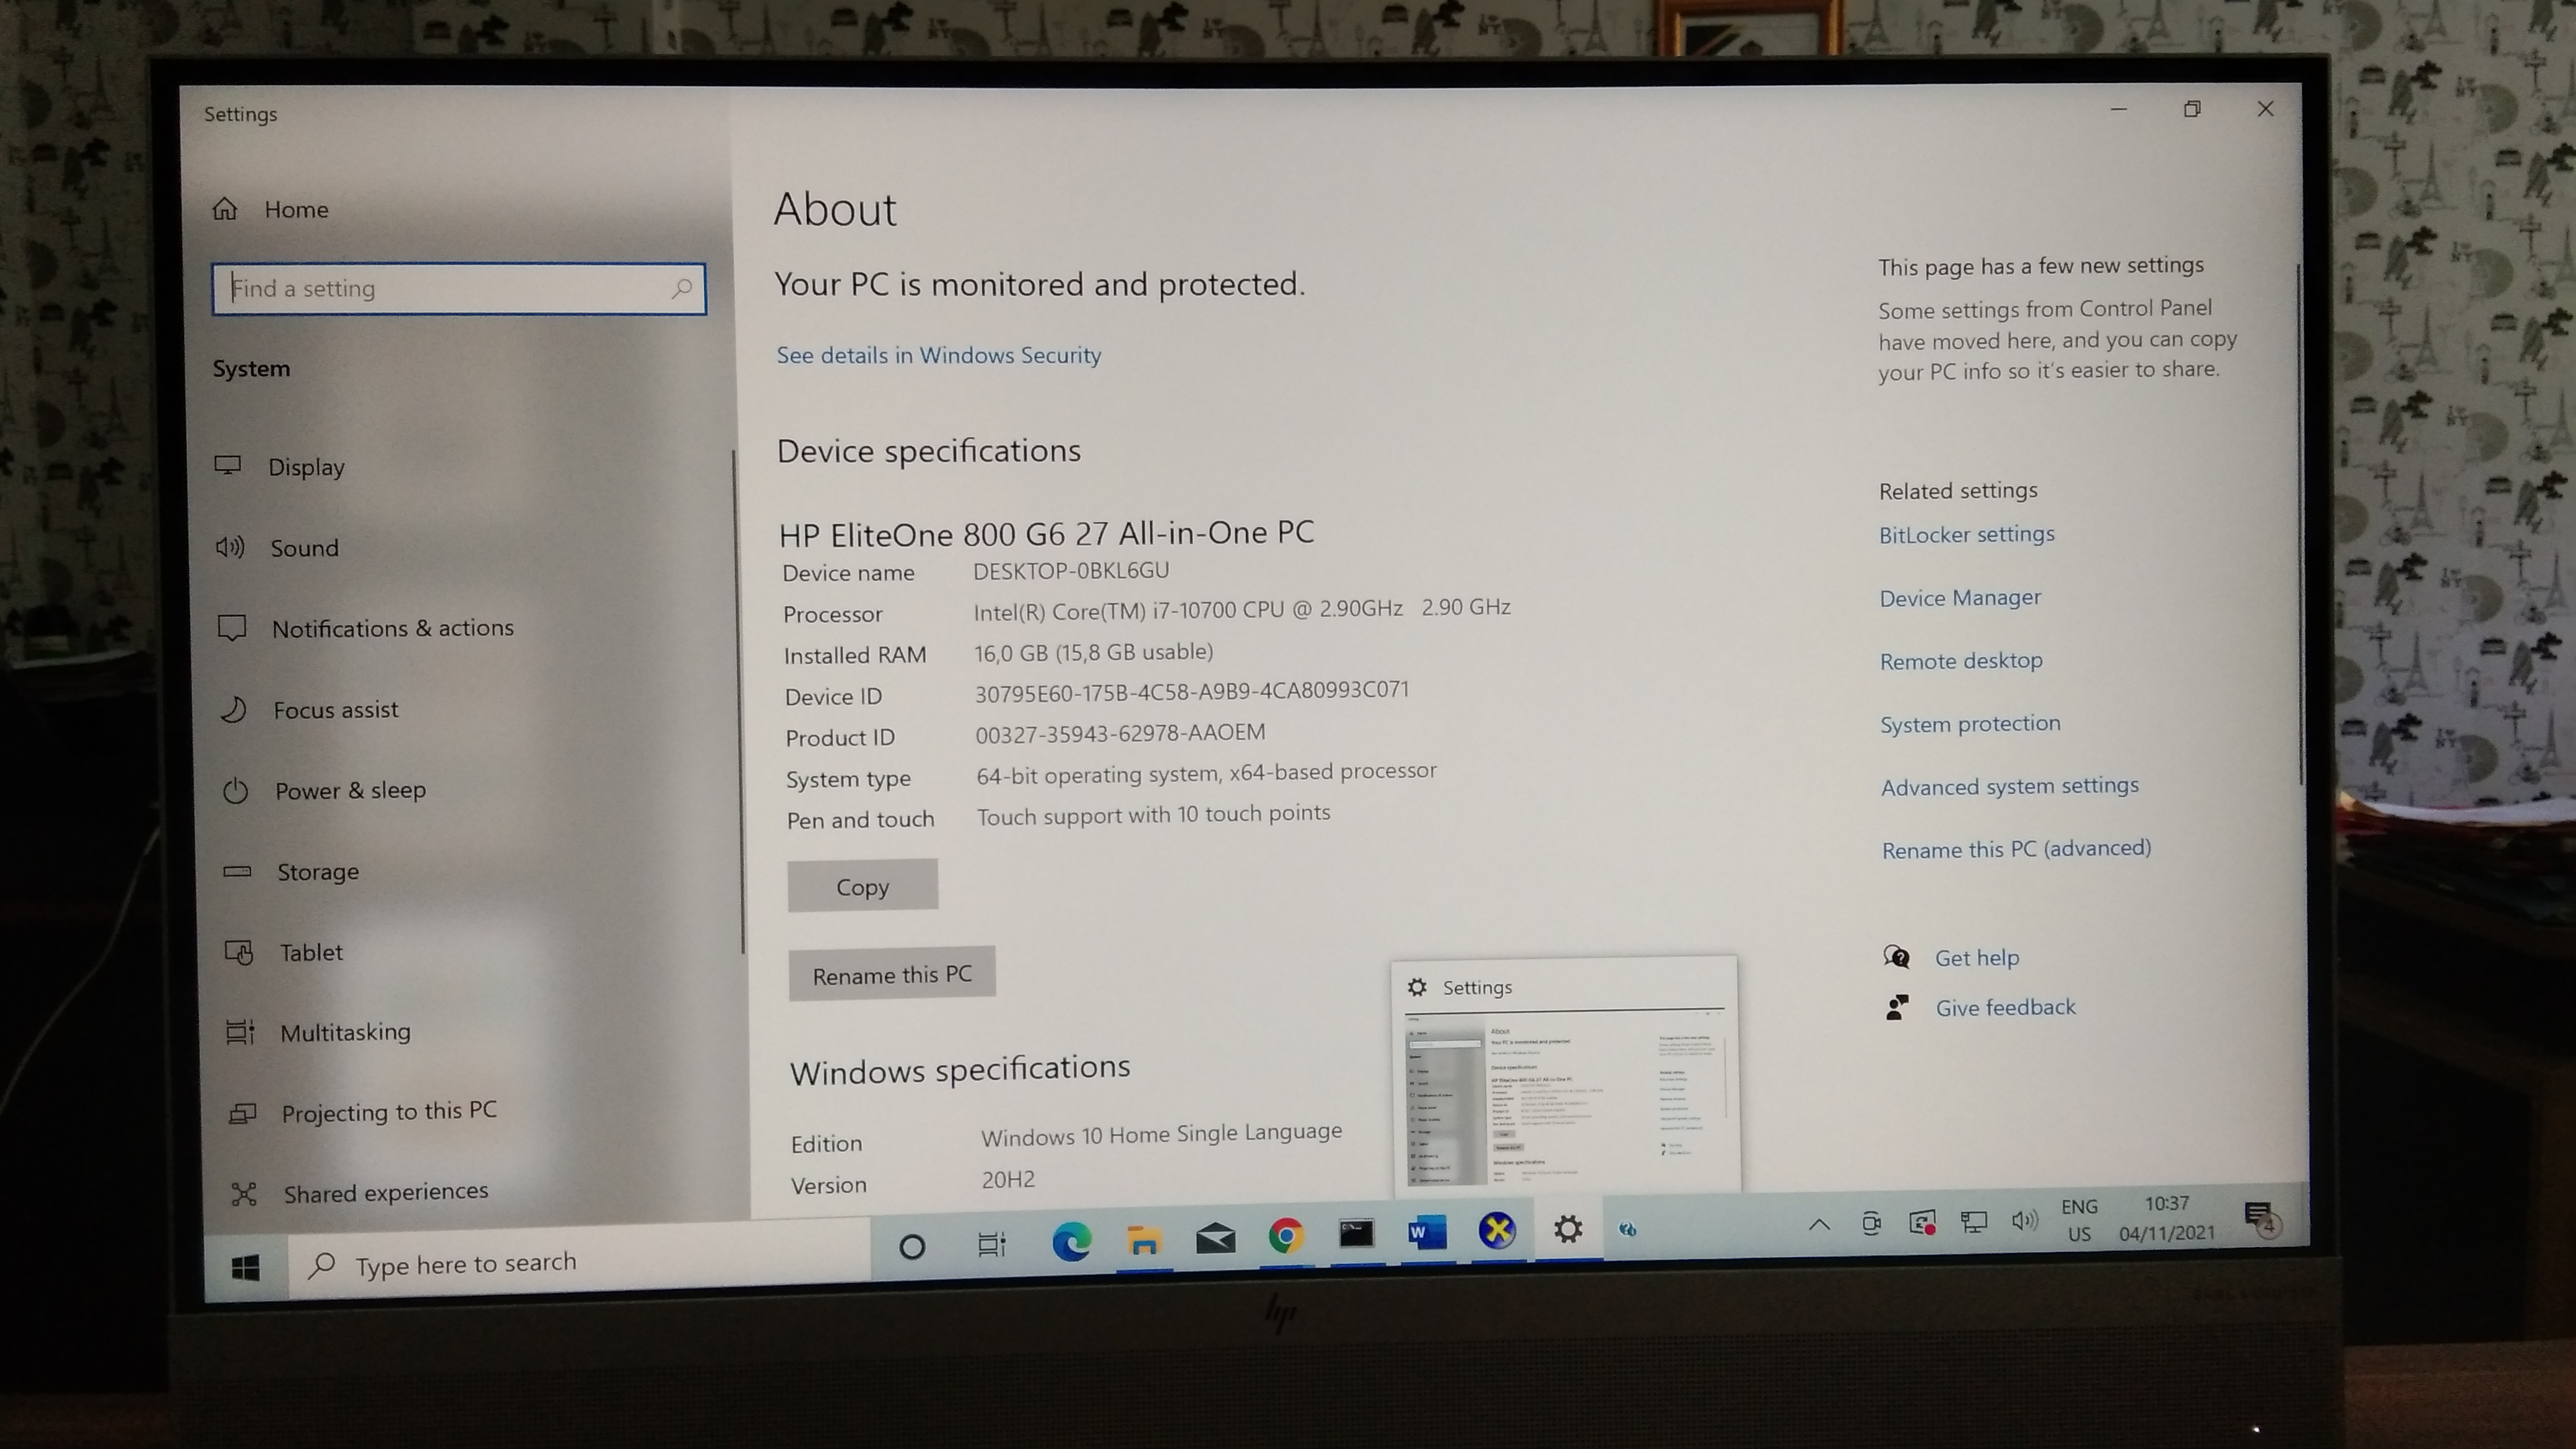 Settings
Home
Find a setting
System
Display
Sound
Notifications & actions
Focus assist
Power & sleep
Storage
Tablet
Multitasking
Projecting to this PC
Shared experiences
About
Your PC is monitored and protected.
See details in Windows Security
Device specifications
HP EliteOne 800 G6 27 All-in-One PC
Device name DESKTOP-0BKL6GU
Processor Intel(R) Core(TM) i7-10700 CPU @ 2.90GHz 2.90 GHz
Installed RAM 16,0 GB (15,8 GB usable)
Device ID 30795E60-175B-4C58-A9B9-4CA80993C071
Product ID 00327-35943-62978-AAOEM
System type 64-bit operating system, x64-based processor
Pen and touch Touch support with 10 touch points
Copy
Rename this PC
Windows specifications
Edition Windows 10 Home Single Language
Version 20H2
This page has a few new settings
Some settings from Control Panel
have moved here, and you can copy
your PC info so it's easier to share.
Related settings
BitLocker settings
Device Manager
Remote desktop
System protection
Advanced system settings
Rename this PC (advanced)
Get help
Give feedback
Settings
Type here to search
ENG
US
10:37
04/11/2021
4
hp